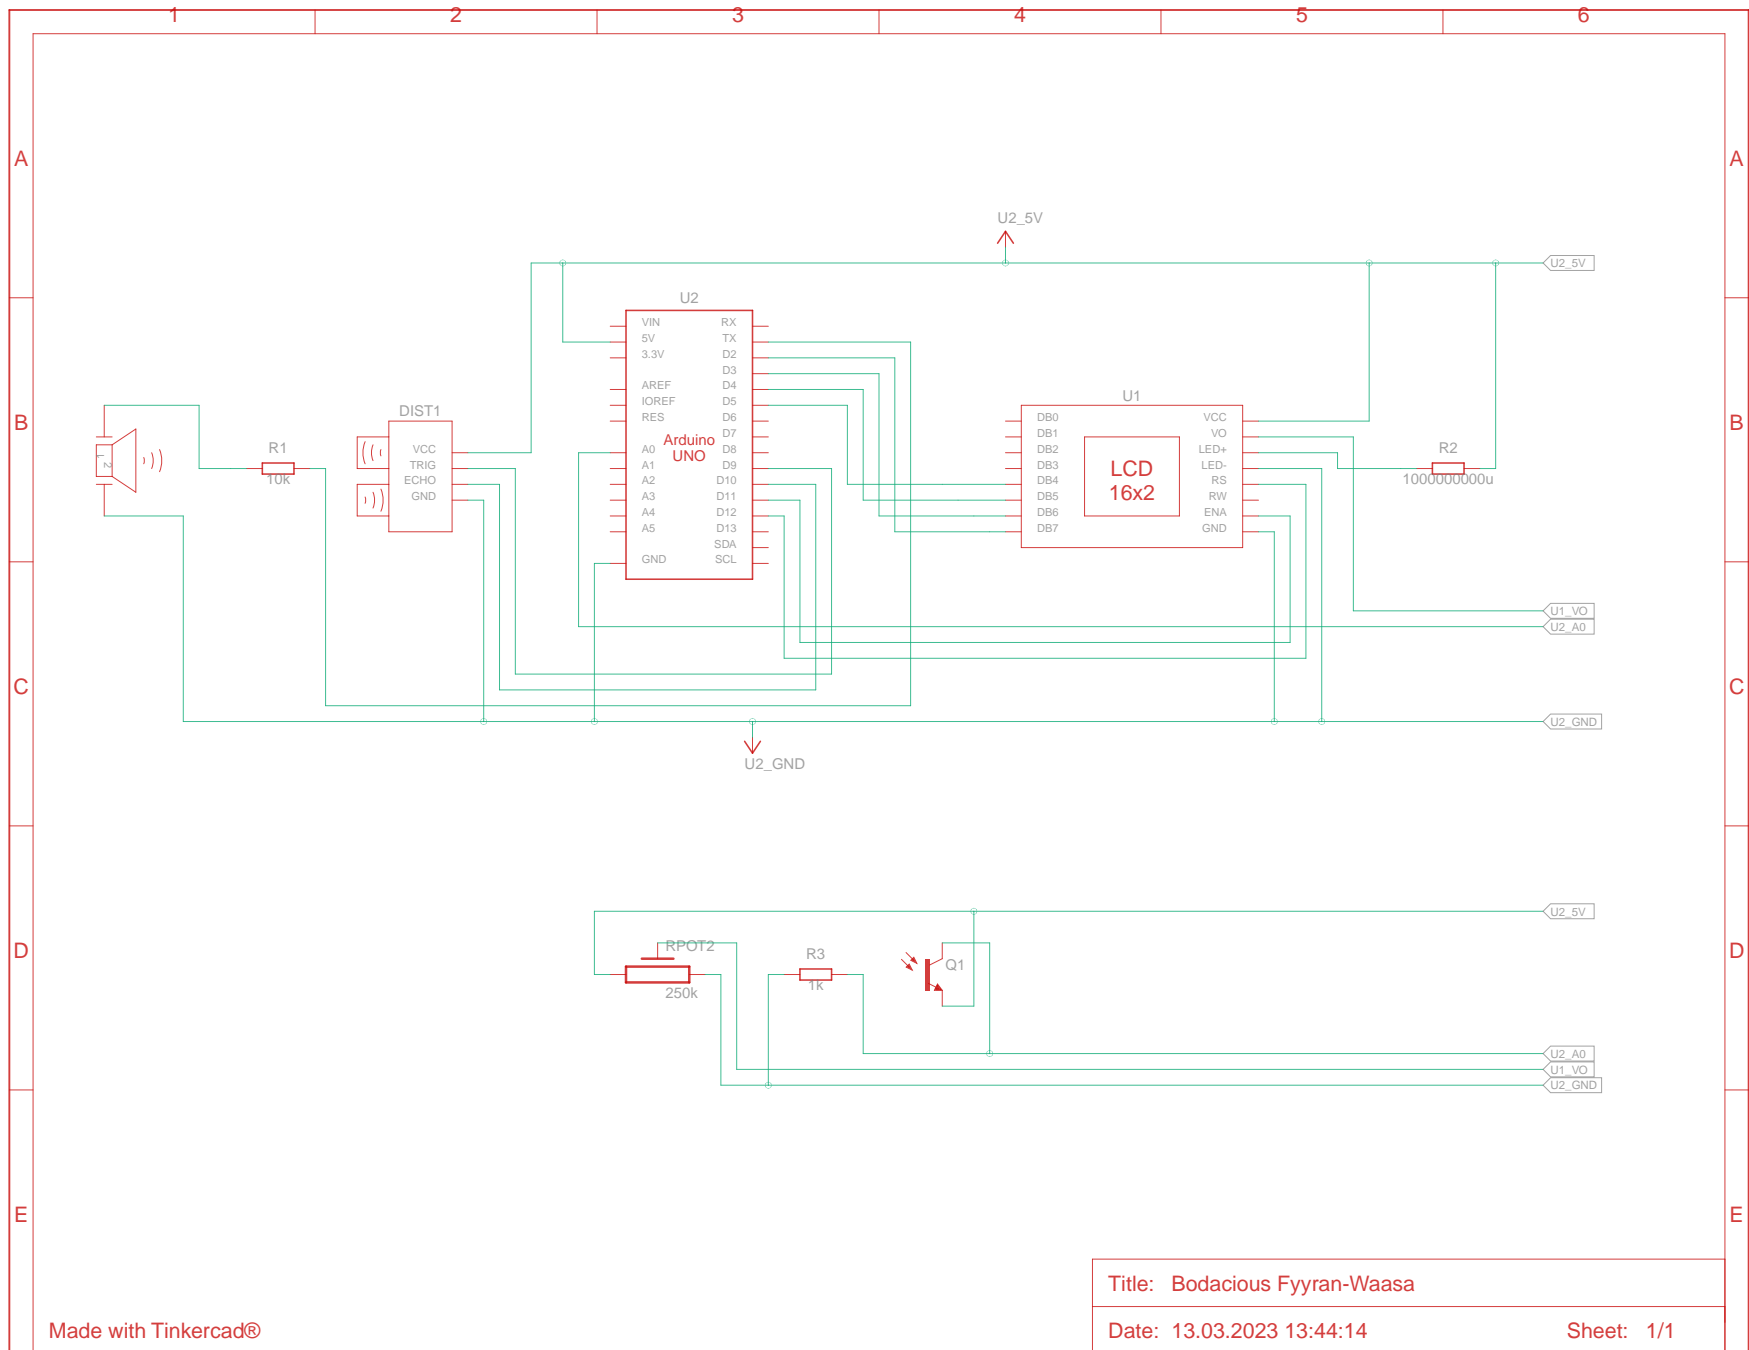 1 2 3 4 5 6
A A
U2_5V
U2_5V
U2
VIN RX
5V TX
3.3V D2
D3
AREF D4
IOREF D5
RES D6
D7
A0 D8
A1 D9
A2 D10
A3 D11
A4 D12
A5 D13
SDA
GND SCL
Arduino
UNO
B B
DIST1
VCC
TRIG
ECHO
GND
R1
10k
1 2
U1
DB0 VCC
DB1 VO
DB2 LED+
DB3 LED-
DB4 RS
DB5 RW
DB6 ENA
DB7 GND
LCD
16x2
R2
1000000000u
U1_VO
U2_A0
C C
U2_GND
U2_GND
U2_5V
D D
RPOT2
250k
R3
1k
Q1
U2_A0
U1_VO
U2_GND
E E
Title: Bodacious Fyyran-Waasa
Made with Tinkercad®
Date: 13.03.2023 13:44:14 Sheet: 1/1